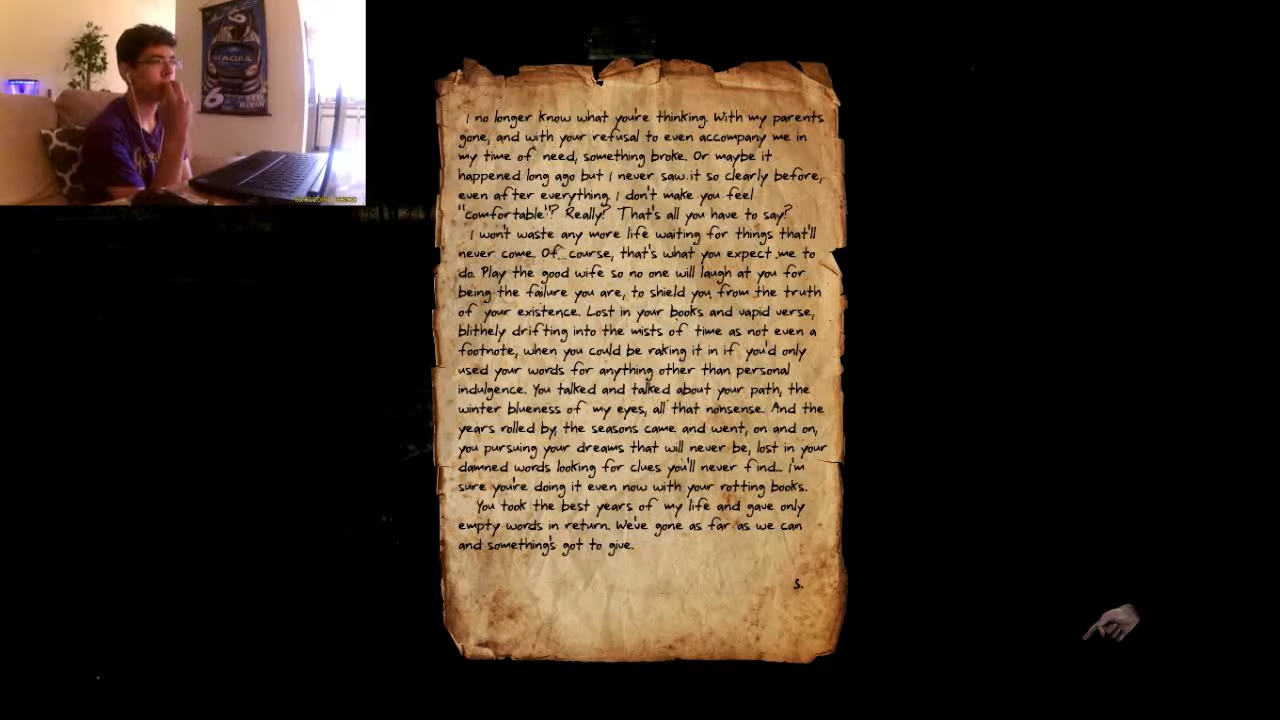 6
VIAGRA
6
MARK
MARTIN
I no longer know what you're thinking. With my parents
gone, and with your refusal to even accompany me in
my time of need, something broke. Or maybe it
happened long ago but I never saw it so clearly before,
even after everything. I don't make you feel
"comfortable"? Really? That's all you have to say?
I won't waste any more life waiting for things that'll
never come. Of course, that's what you expect me to
do. Play the good wife so no one will laugh at you for
being the failure you are, to shield you from the truth
of your existence. Lost in your books and vapid verse,
blithely drifting into the mists of time as not even a
footnote, when you could be raking it in if you'd only
used your words for anything other than personal
indulgence. You talked and talked about your path, the
winter blueness of my eyes, all that nonsense. And the
years rolled by, the seasons came and went, on and on,
you pursuing your dreams that will never be, lost in your
damned words looking for clues you'll never find... I'm
sure you're doing it even now with your rotting books.
You took the best years of my life and gave only
empty words in return. We've gone as far as we can
and something's got to give.
S.